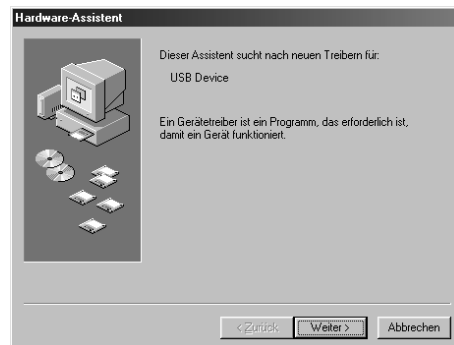 Hardware-Assistent
Dieser Assistent sucht nach neuen Treibern für:
USB Device
Ein Gerätetreiber ist ein Programm, das erforderlich ist,
damit ein Gerät funktioniert.
< Zurück Weiter > Abbrechen